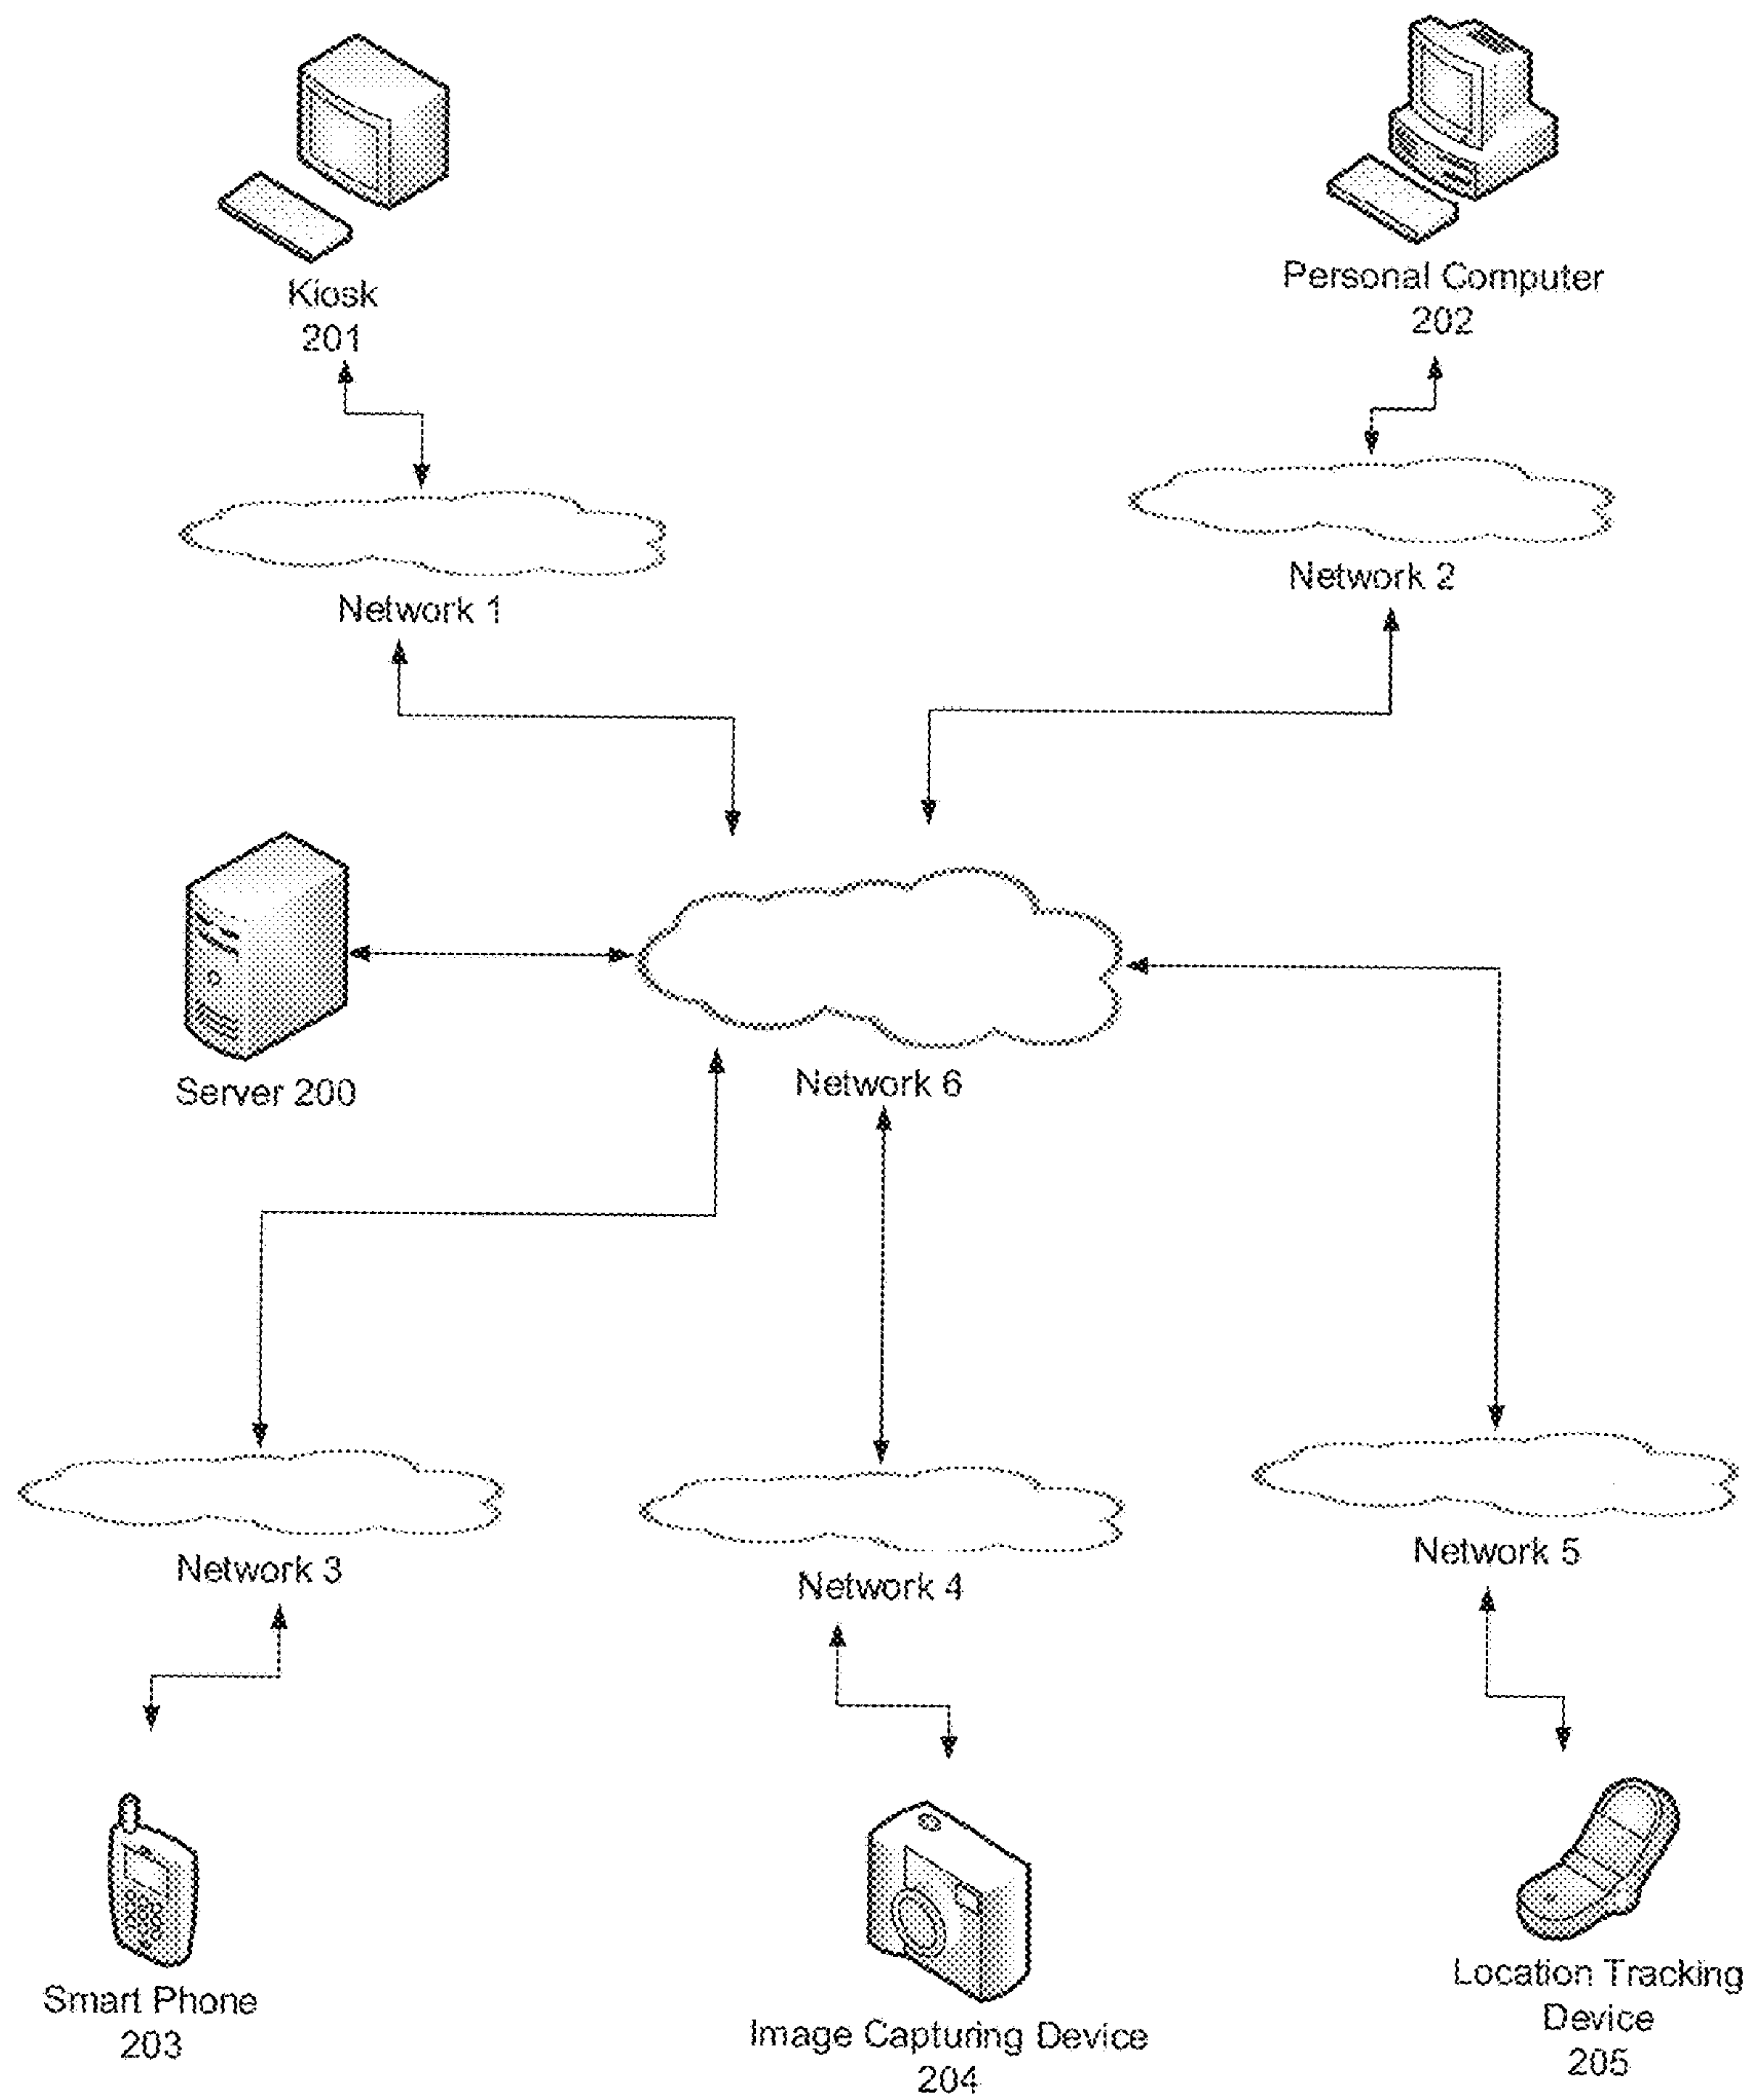 Kiosk
201
Personal Computer
202
Network 1
Network 2
Server 200
Network 6
Network 3
Network 4
Network 5
Smart Phone
203
Image Capturing Device
204
Location Tracking
Device
205